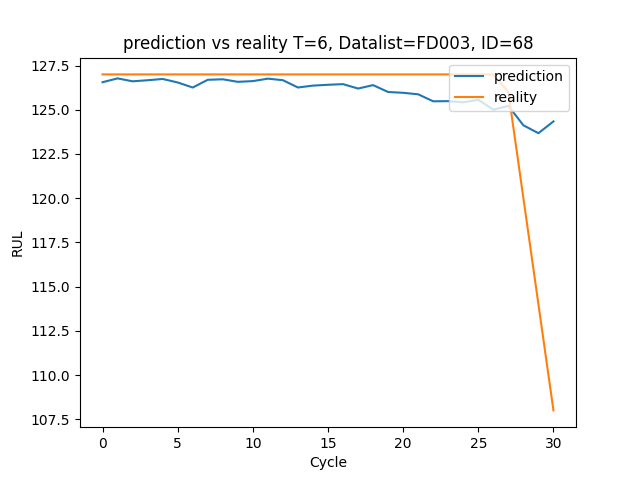 prediction vs reality T=6, Datalist=FD003, ID=68
127.5
125.0
122.5
120.0
117.5
115.0
112.5
110.0
107.5
RUL
prediction
reality
0 5 10 15 20 25 30
Cycle